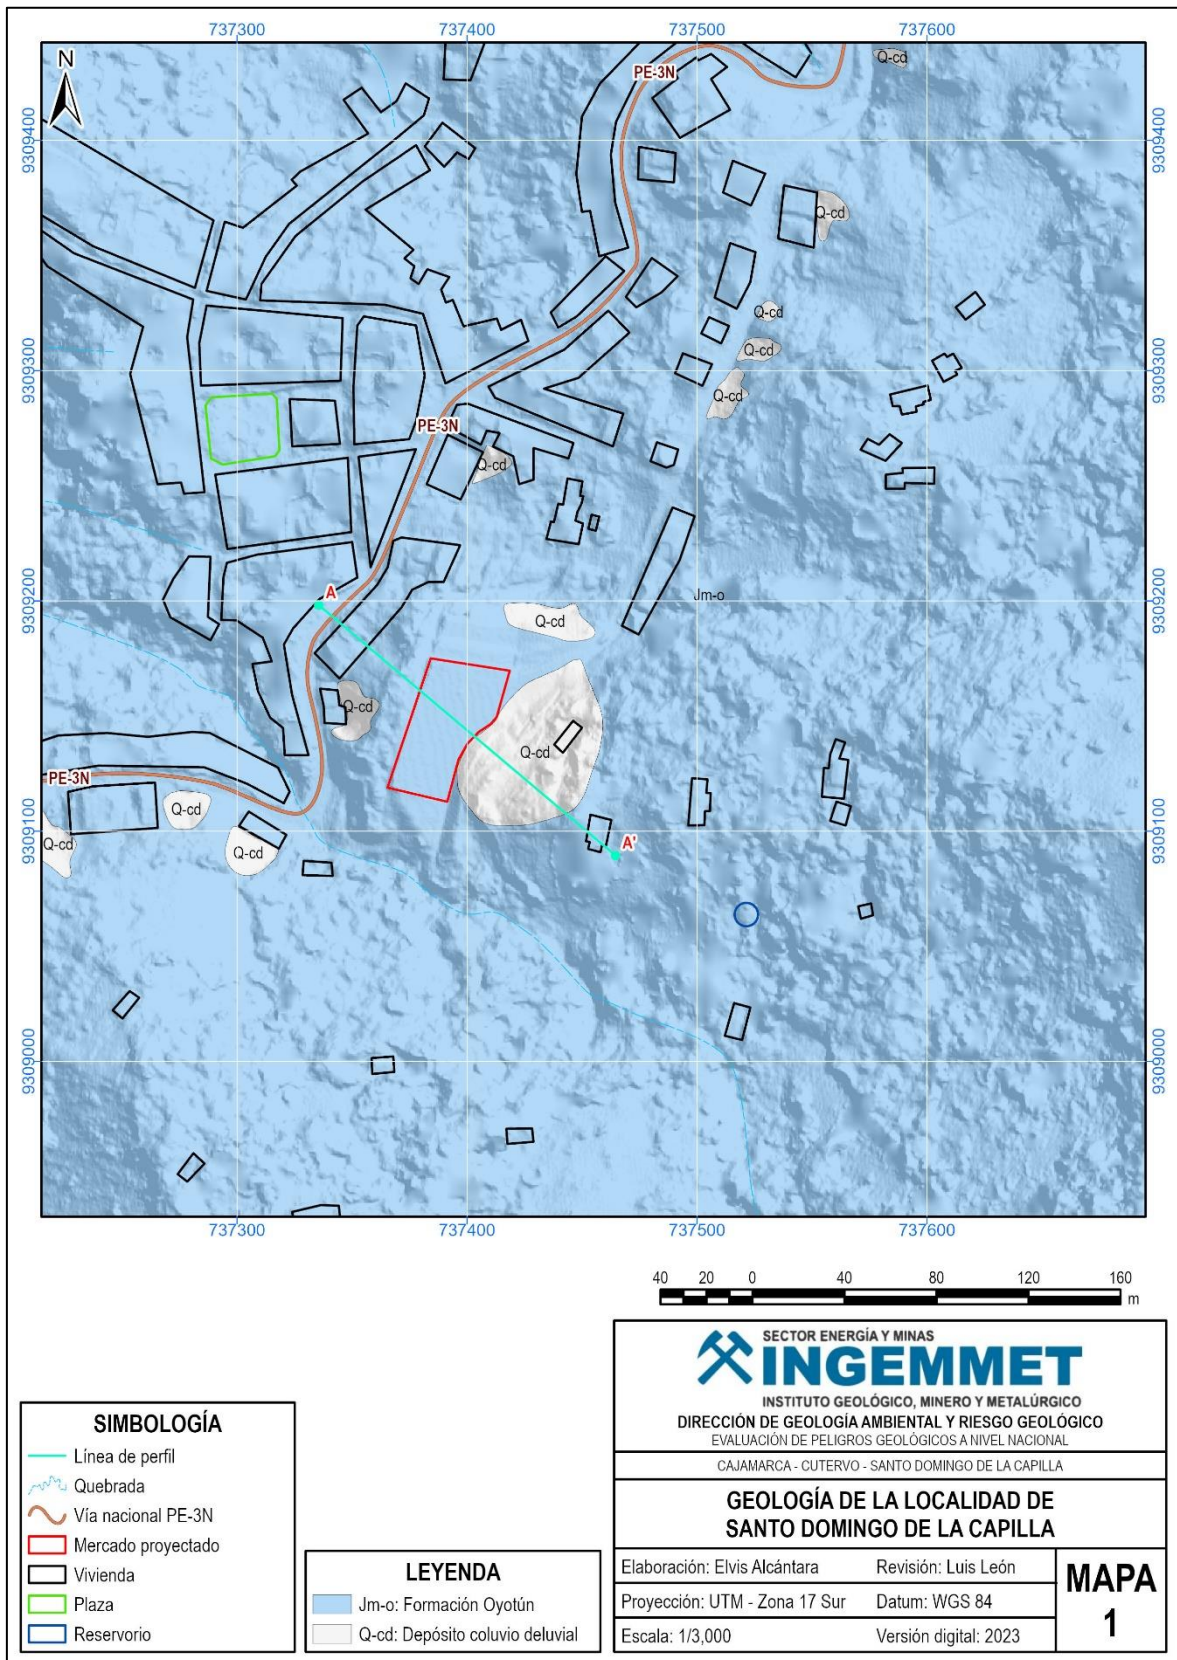 737300
737400
737500
737600
N
PE-3N
Q-cd
9309400
9309400
Q-cd
Q-cd
9309300
9309300
Q-cd
Q-cd
PE-3N
Q-cd
9309200
9309200
A
Jm-o
Q-cd
Q-cd
Q-cd
PE-3N
Q-cd
9309100
9309100
Q-cd
Q-cd
A'
9309000
9309000
737300
737400
737500
737600
40 20 0 40 80 120 160
m
SECTOR ENERGÍA Y MINAS
INGEMMET
INSTITUTO GEOLÓGICO, MINERO Y METALÚRGICO
DIRECCIÓN DE GEOLOGÍA AMBIENTAL Y RIESGO GEOLÓGICO
EVALUACIÓN DE PELIGROS GEOLÓGICOS A NIVEL NACIONAL
CAJAMARCA - CUTERVO - SANTO DOMINGO DE LA CAPILLA
GEOLOGÍA DE LA LOCALIDAD DE
SANTO DOMINGO DE LA CAPILLA
Elaboración: Elvis Alcántara
Revisión: Luis León
Proyección: UTM - Zona 17 Sur
Datum: WGS 84
Escala: 1/3,000
Versión digital: 2023
MAPA
1
SIMBOLOGÍA
Línea de perfil
Quebrada
Vía nacional PE-3N
Mercado proyectado
Vivienda
Plaza
Reservorio
LEYENDA
Jm-o: Formación Oyotún
Q-cd: Depósito coluvio deluvial